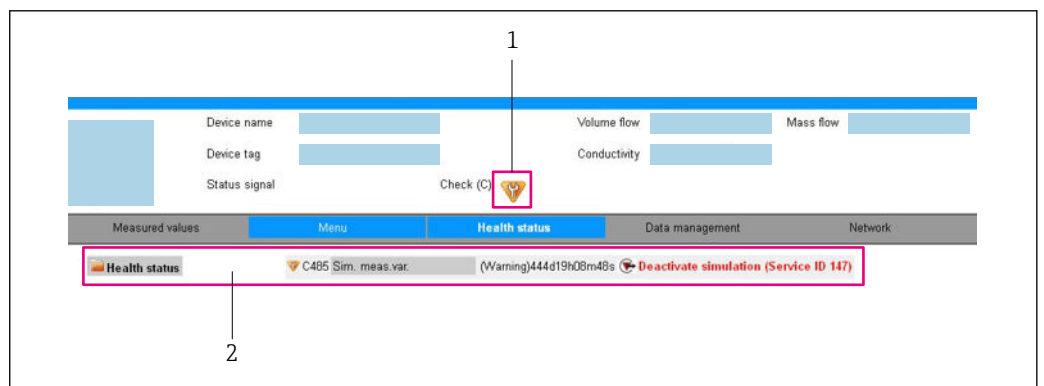 1
Device name Volume flow Mass flow
Device tag Conductivity
Status signal Check (C)
Measured values Menu Health status Data management Network
Health status C485 Sim. meas.var. (Warning)444d19h08m48s Deactivate simulation (Service ID 147)
2